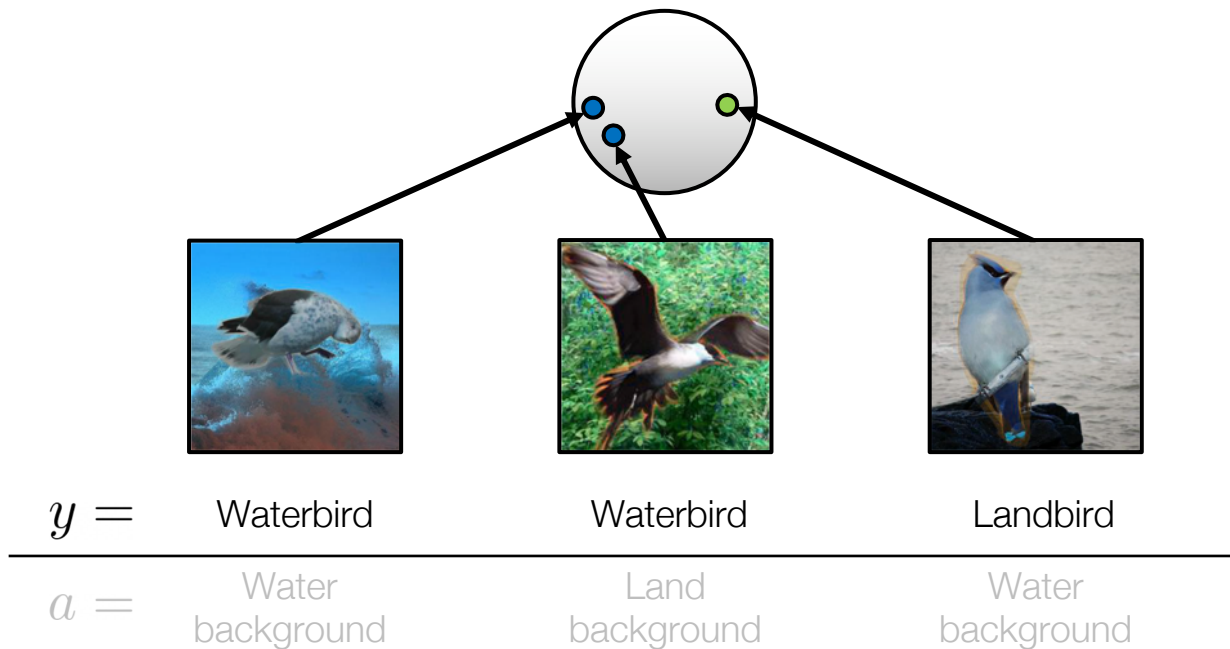 y = Waterbird Waterbird Landbird
a = Water Land Water
background background background